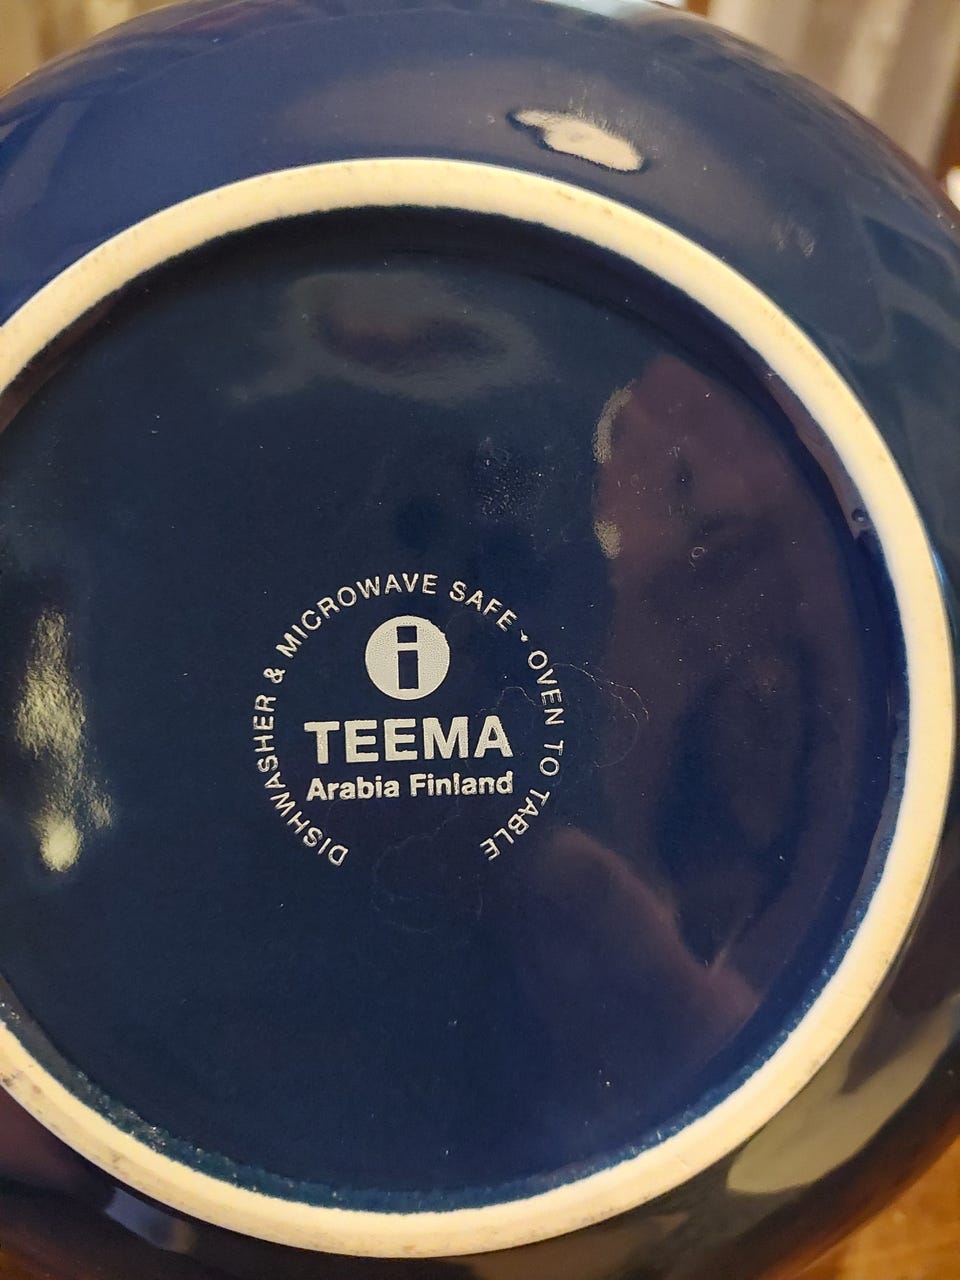 DISHWASHER & MICROWAVE SAFE • OVEN TO TABLE
i
TEEMA
Arabia Finland